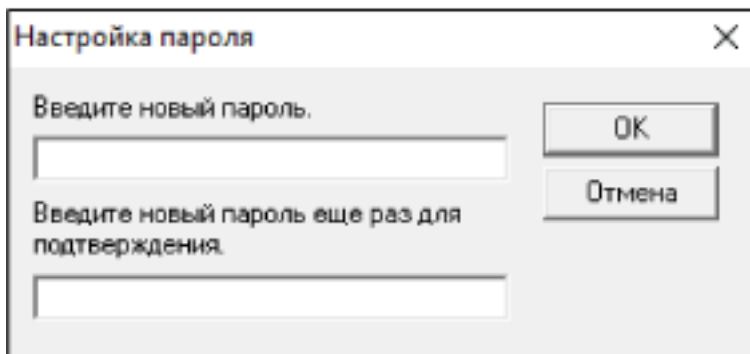 Настройка пароля
Введите новый пароль.
OK
Отмена
Введите новый пароль еще раз для
подтверждения.